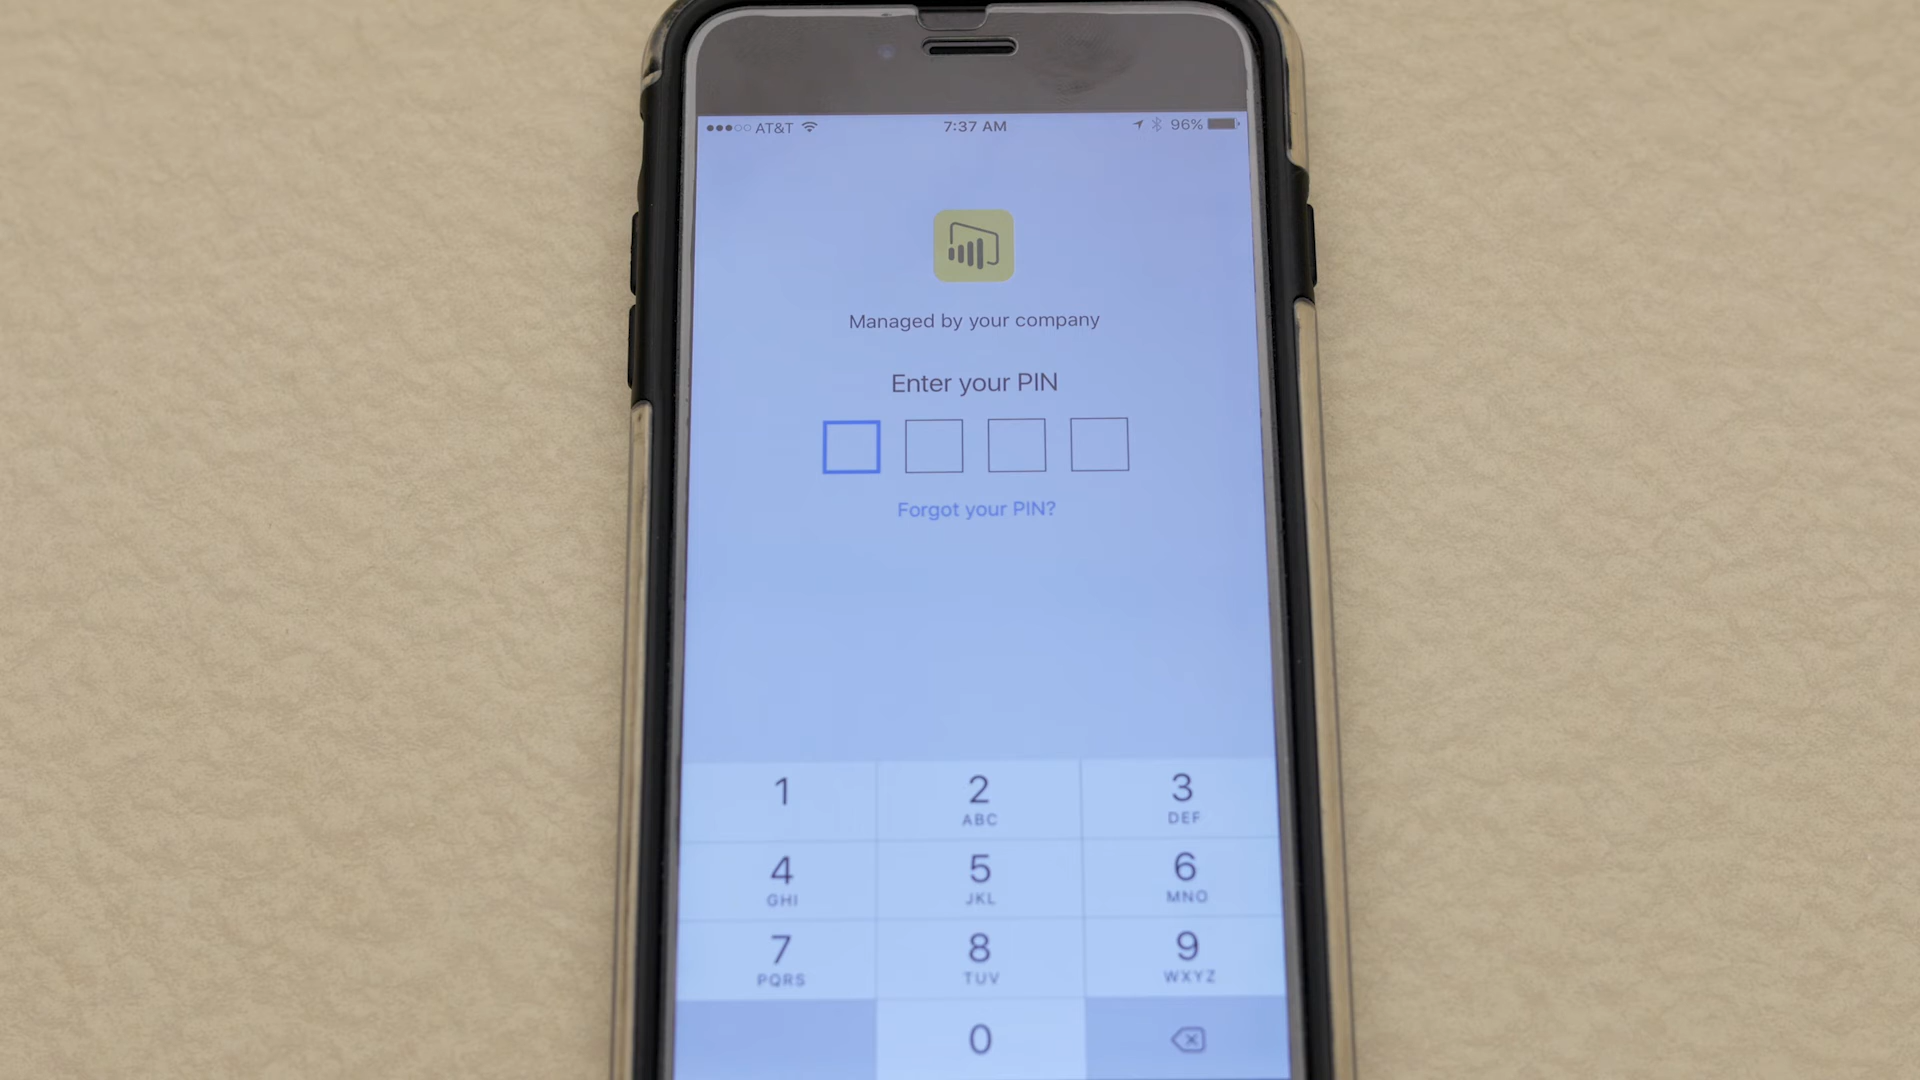 AT&T 7:37 AM 96%
Managed by your company
Enter your PIN
Forgot your PIN?
1 2 3
ABC DEF
4 5 6
GHI JKL MNO
7 8 9
PQRS TUV WXYZ
0